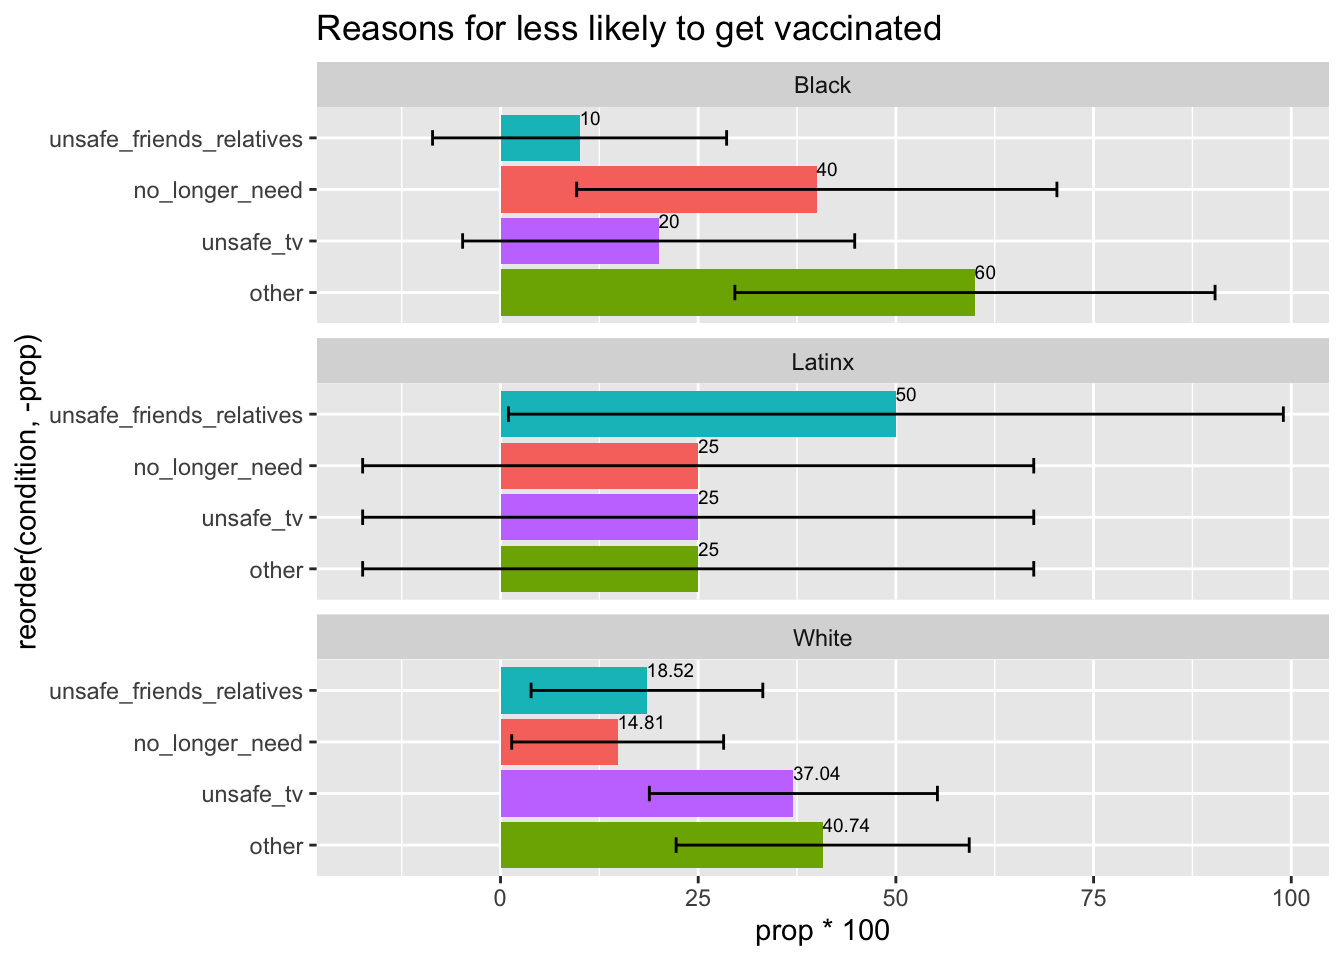 Reasons for less likely to get vaccinated
Black
unsafe_friends_relatives
10
no_longer_need
40
unsafe_tv
20
other
60
Latinx
unsafe_friends_relatives
50
no_longer_need
25
unsafe_tv
25
other
25
White
unsafe_friends_relatives
18.52
no_longer_need
14.81
unsafe_tv
37.04
other
40.74
reorder(condition, -prop)
0 25 50 75 100
prop * 100